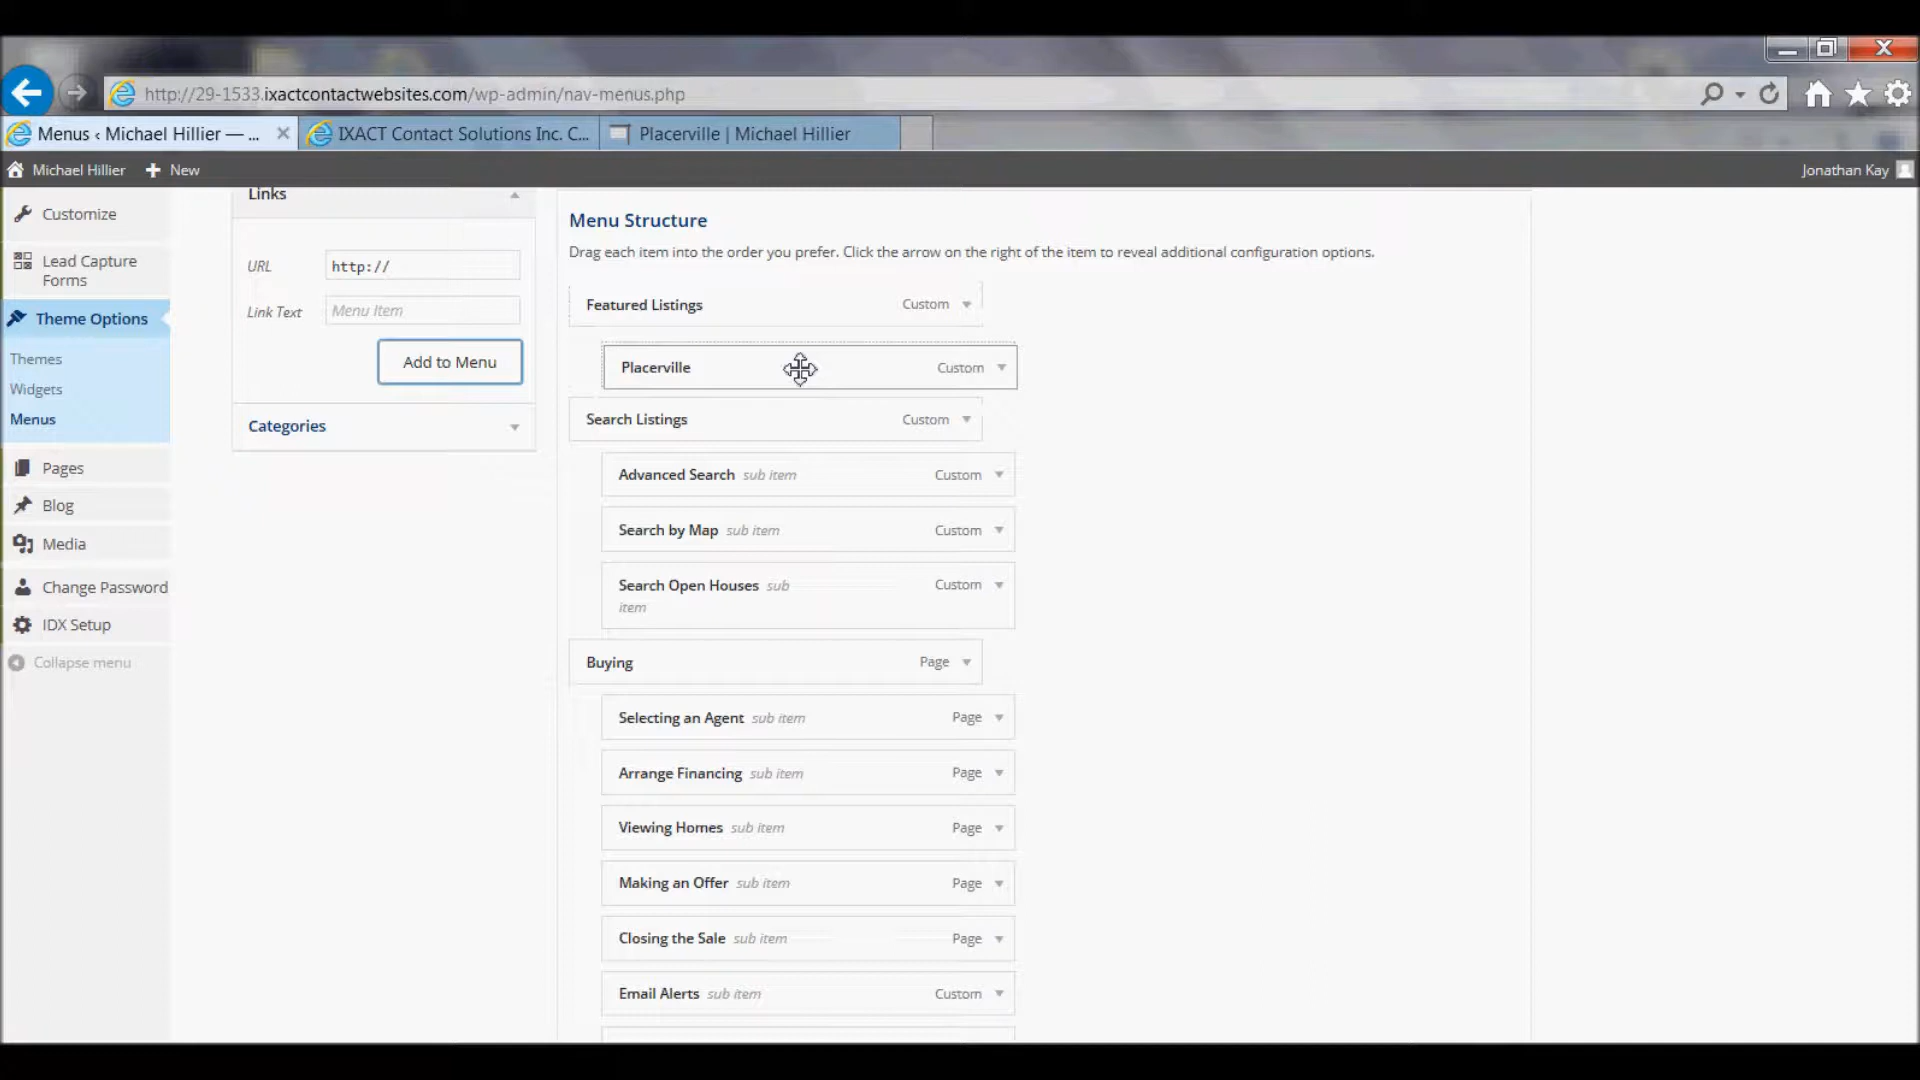 http://29-1533.ixactcontactwebsites.com/wp-admin/nav-menus.php
Menus ‹ Michael Hillier — ...
IXACT Contact Solutions Inc. C...
Placerville | Michael Hillier
Michael Hillier
New
Jonathan Kay
Customize
Lead Capture
Forms
Theme Options
Themes
Widgets
Menus
Pages
Blog
Media
Change Password
IDX Setup
Collapse menu
Links
URL
http://
Link Text
Menu Item
Add to Menu
Categories
Menu Structure
Drag each item into the order you prefer. Click the arrow on the right of the item to reveal additional configuration options.
Featured Listings Custom
Placerville Custom
Search Listings Custom
Advanced Search sub item Custom
Search by Map sub item Custom
Search Open Houses sub Custom
item
Buying Page
Selecting an Agent sub item Page
Arrange Financing sub item Page
Viewing Homes sub item Page
Making an Offer sub item Page
Closing the Sale sub item Page
Email Alerts sub item Custom